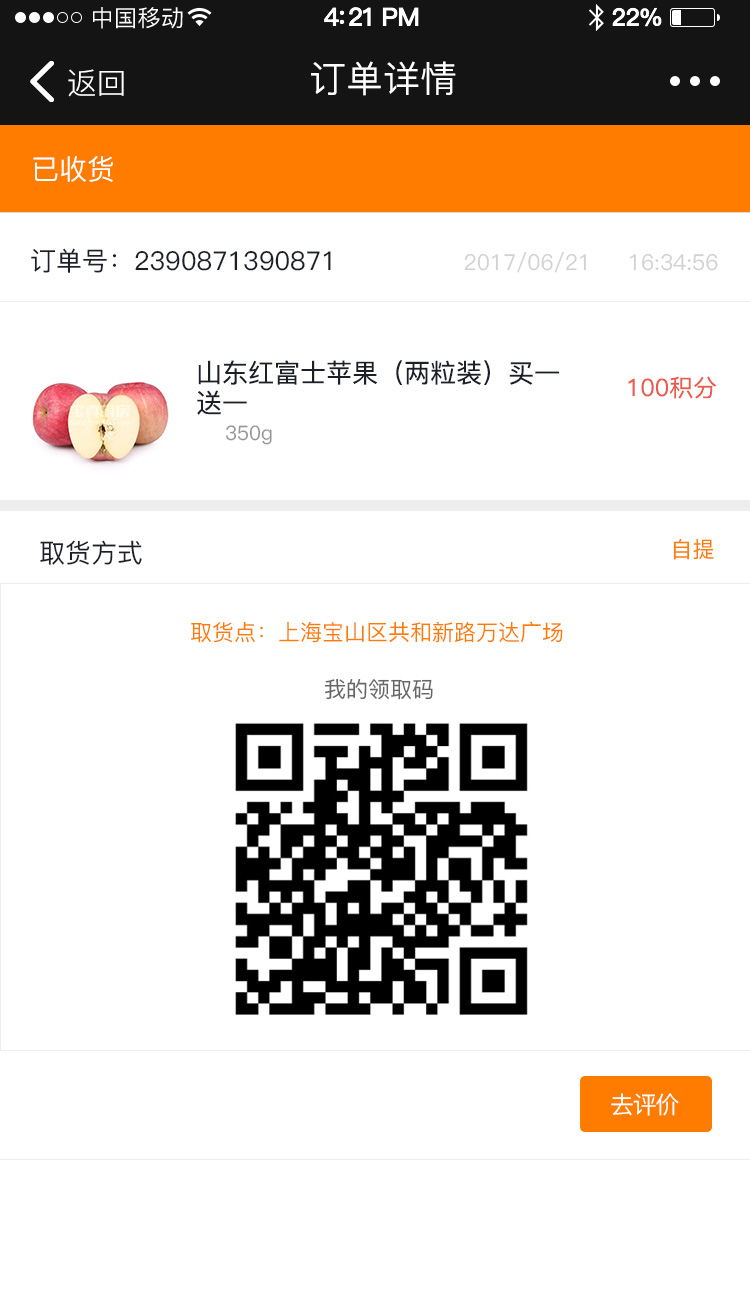 中国移动 4:21 PM 22%
返回 订单详情
已收货
订单号：2390871390871 2017/06/21 16:34:56
山东红富士苹果（两粒装）买一
送一
100积分
350g
取货方式 自提
取货点：上海宝山区共和新路万达广场
我的领取码
去评价